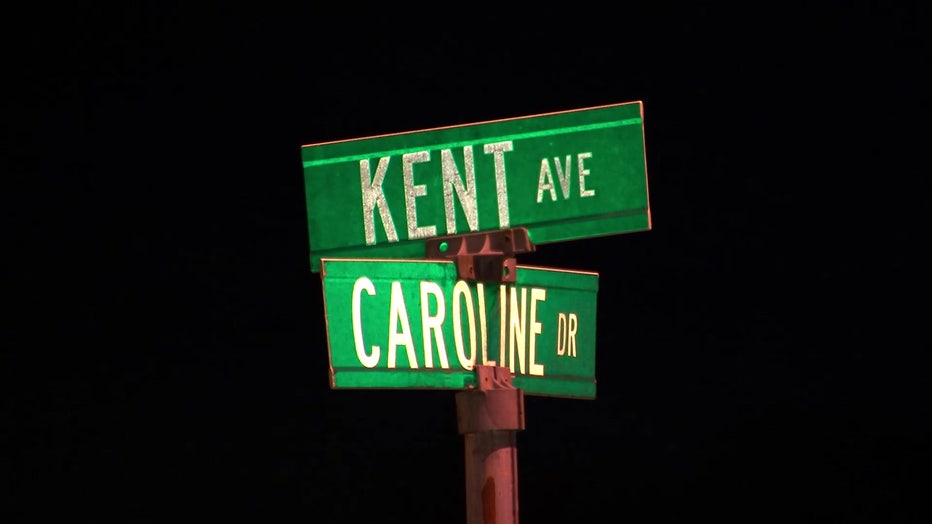 KENT AVE
CAROLINE DR